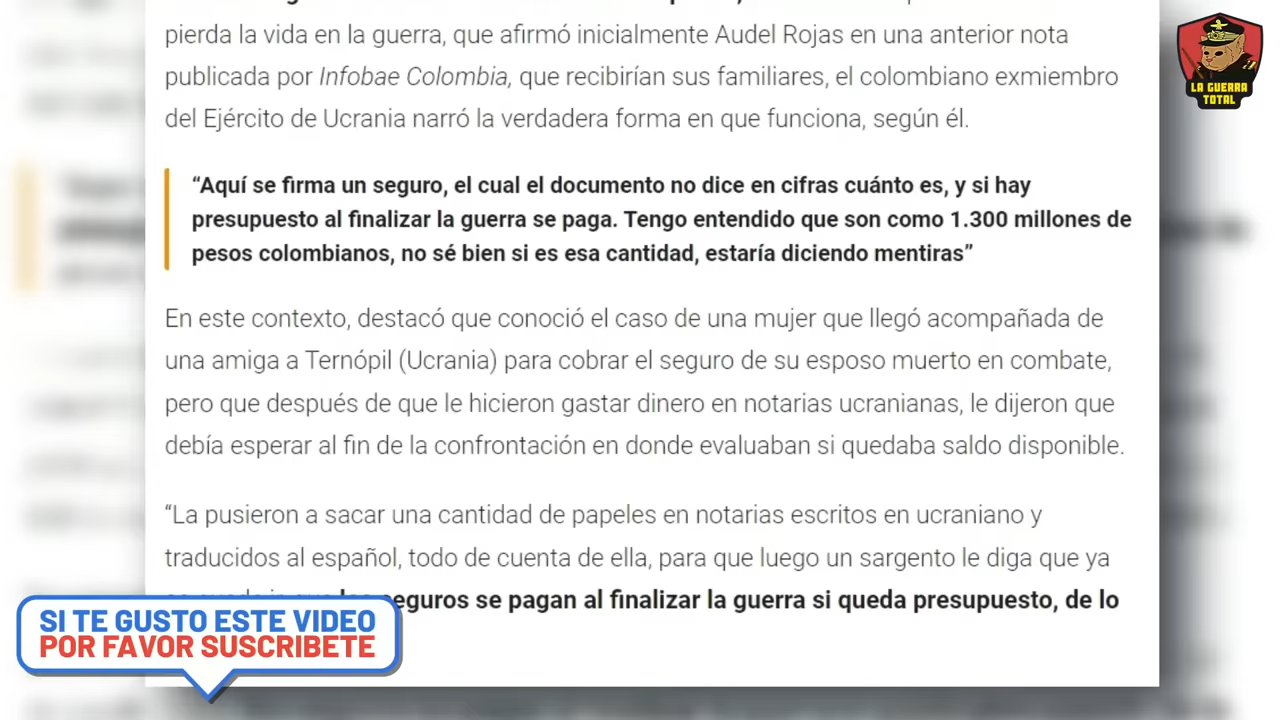 pierda la vida en la guerra, que afirmó inicialmente Audel Rojas en una anterior nota
publicada por Infobae Colombia, que recibirían sus familiares, el colombiano exmiembro
del Ejército de Ucrania narró la verdadera forma en que funciona, según él.
“Aquí se firma un seguro, el cual el documento no dice en cifras cuánto es, y si hay
presupuesto al finalizar la guerra se paga. Tengo entendido que son como 1.300 millones de
pesos colombianos, no sé bien si es esa cantidad, estaría diciendo mentiras”
En este contexto, destacó que conoció el caso de una mujer que llegó acompañada de
una amiga a Ternópil (Ucrania) para cobrar el seguro de su esposo muerto en combate,
pero que después de que le hicieron gastar dinero en notarias ucranianas, le dijeron que
debía esperar al fin de la confrontación en donde evaluaban si quedaba saldo disponible.
“La pusieron a sacar una cantidad de papeles en notarias escritos en ucraniano y
traducidos al español, todo de cuenta de ella, para que luego un sargento le diga que ya
seguros se pagan al finalizar la guerra si queda presupuesto, de lo
SI TE GUSTO ESTE VIDEO
POR FAVOR SUSCRIBETE
LA GUERRA
TOTAL